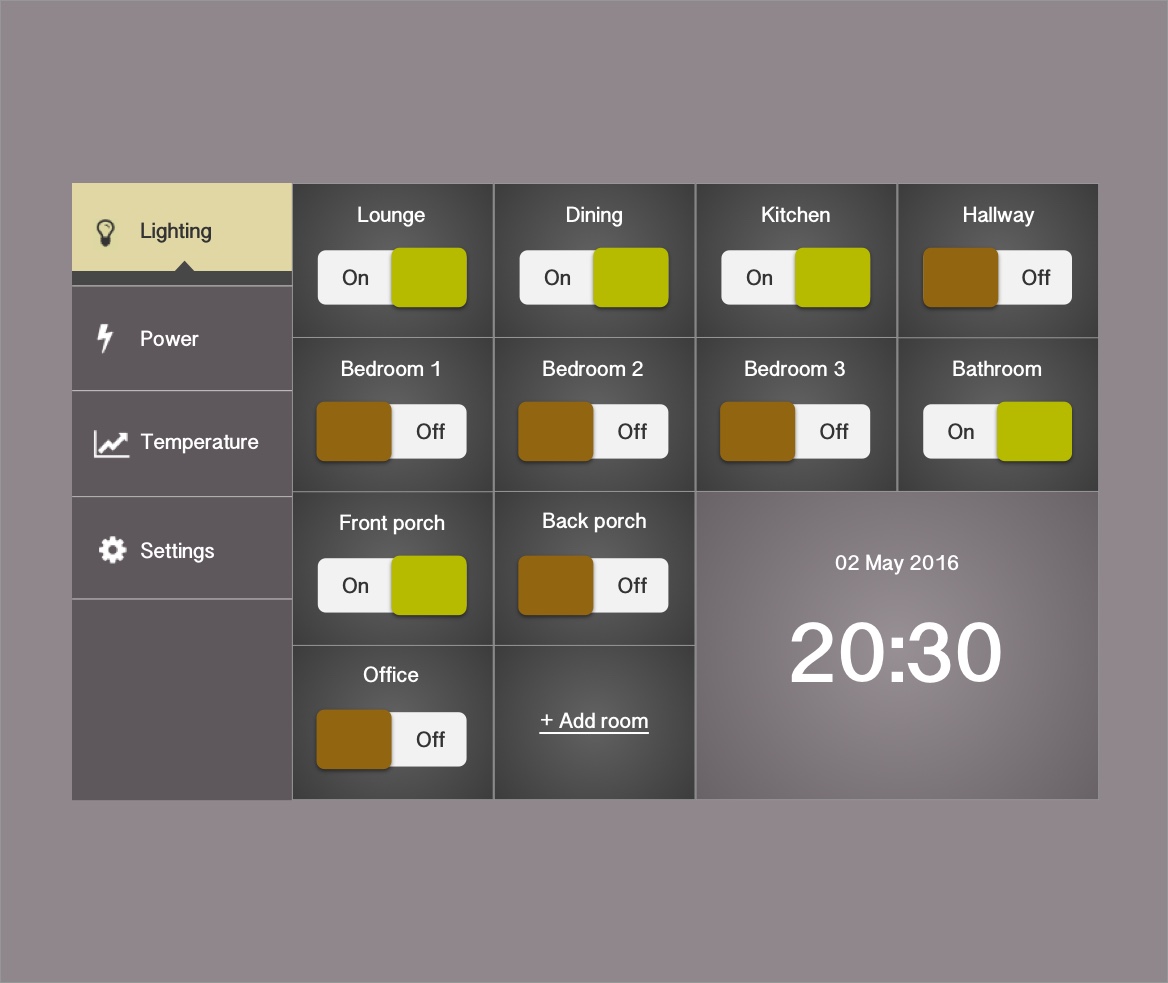 Lighting
Power
Temperature
Settings
Lounge
On
Dining
On
Kitchen
On
Hallway
Off
Bedroom 1
Off
Bedroom 2
Off
Bedroom 3
Off
Bathroom
On
Front porch
On
Back porch
Off
Office
Off
+ Add room
02 May 2016
20:30